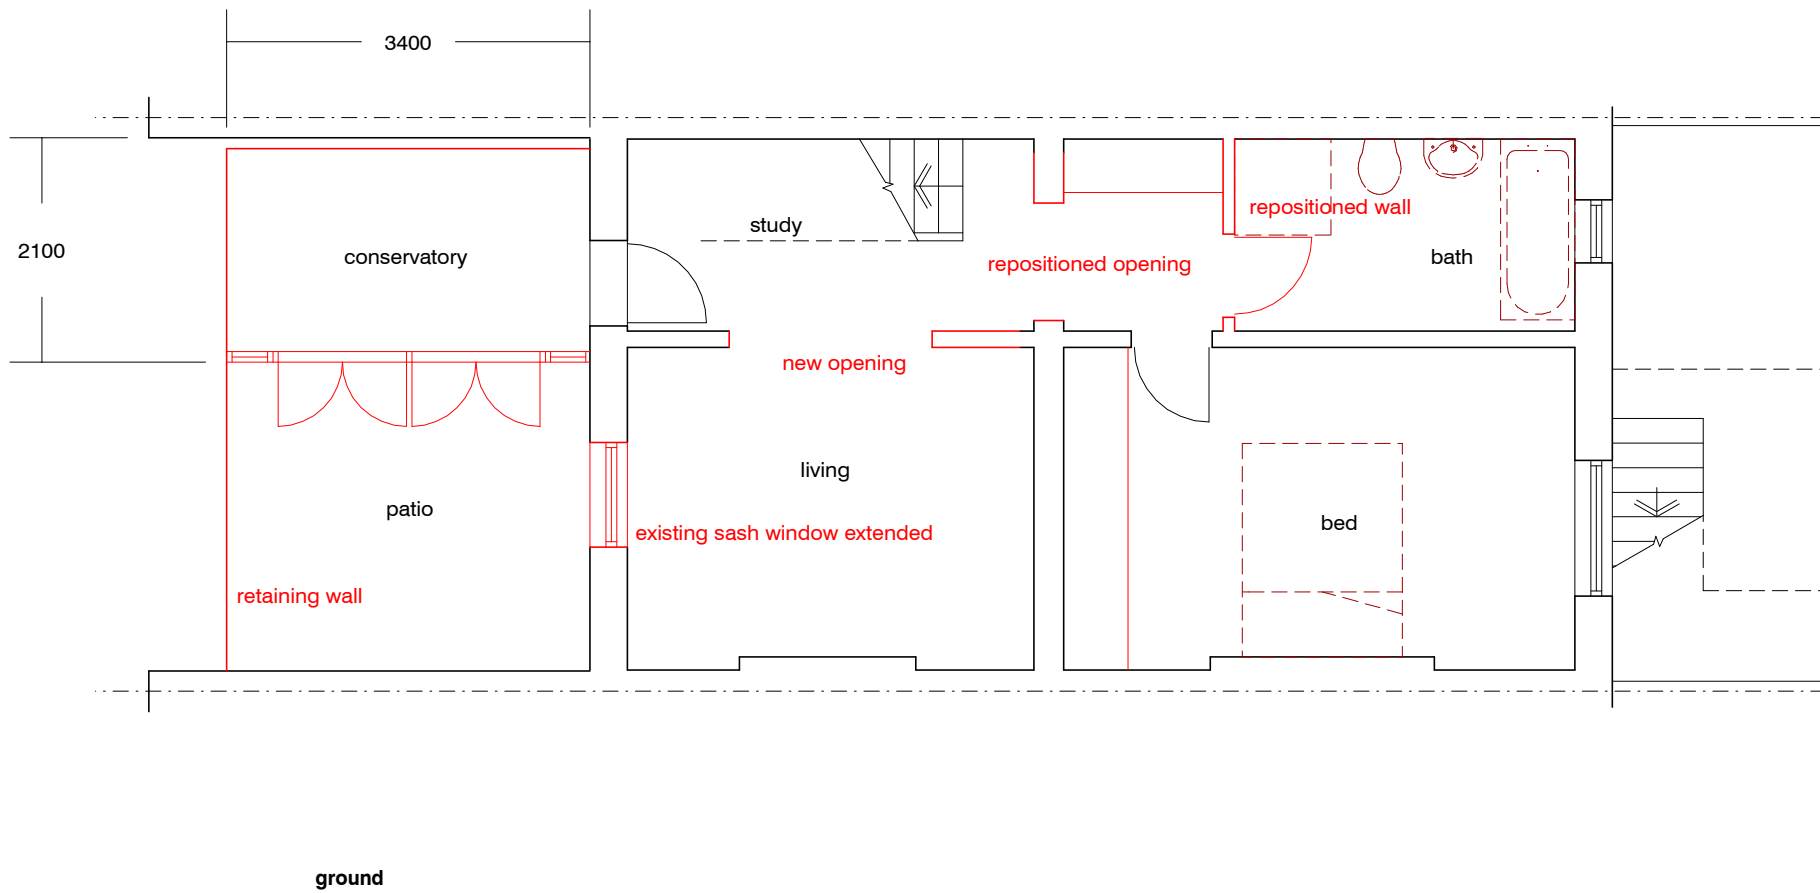 3400
repositioned wall
study
2100
conservatory
bath
repositioned opening
new opening
living
patio
bed
existing sash window extended
retaining wall
ground